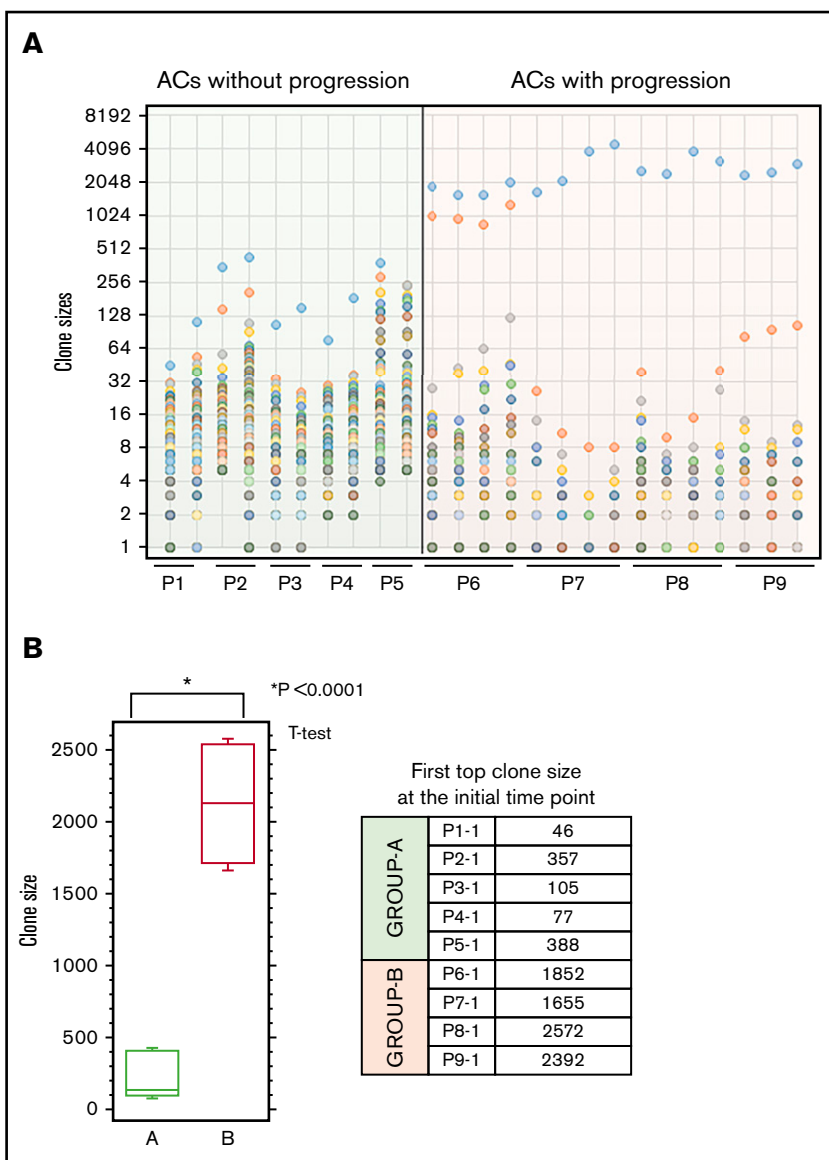 A
ACs without progression ACs with progression
Clone sizes
8192
4096
2048
1024
512
256
128
64
32
16
8
4
2
1
P1 P2 P3 P4 P5 P6 P7 P8 P9
B
*
*P <0.0001
T-test
Clone size
2500
2000
1500
1000
500
0
A B
First top clone size
at the initial time point
GROUP-A
P1-1 46
P2-1 357
P3-1 105
P4-1 77
P5-1 388
GROUP-B
P6-1 1852
P7-1 1655
P8-1 2572
P9-1 2392